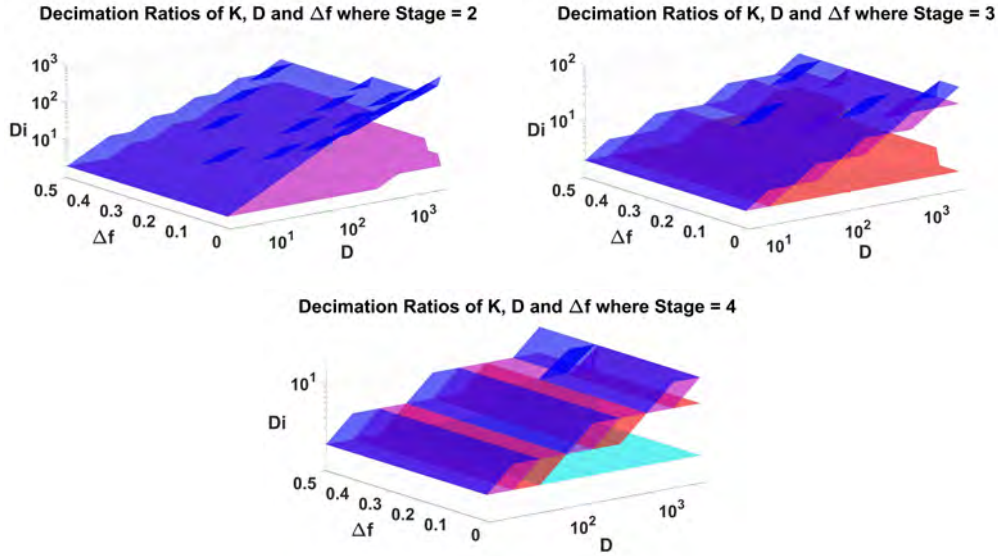 Decimation Ratios of K, D and Δf where Stage = 2
10³
10²
Di
10¹
0.5
0.4
0.3
0.2
0.1
0
Δf
10¹
10²
10³
D
Decimation Ratios of K, D and Δf where Stage = 3
10²
10¹
Di
0.5
0.4
0.3
0.2
0.1
0
Δf
10¹
10²
10³
D
Decimation Ratios of K, D and Δf where Stage = 4
10¹
Di
0.5
0.4
0.3
0.2
0.1
0
Δf
10²
10³
D